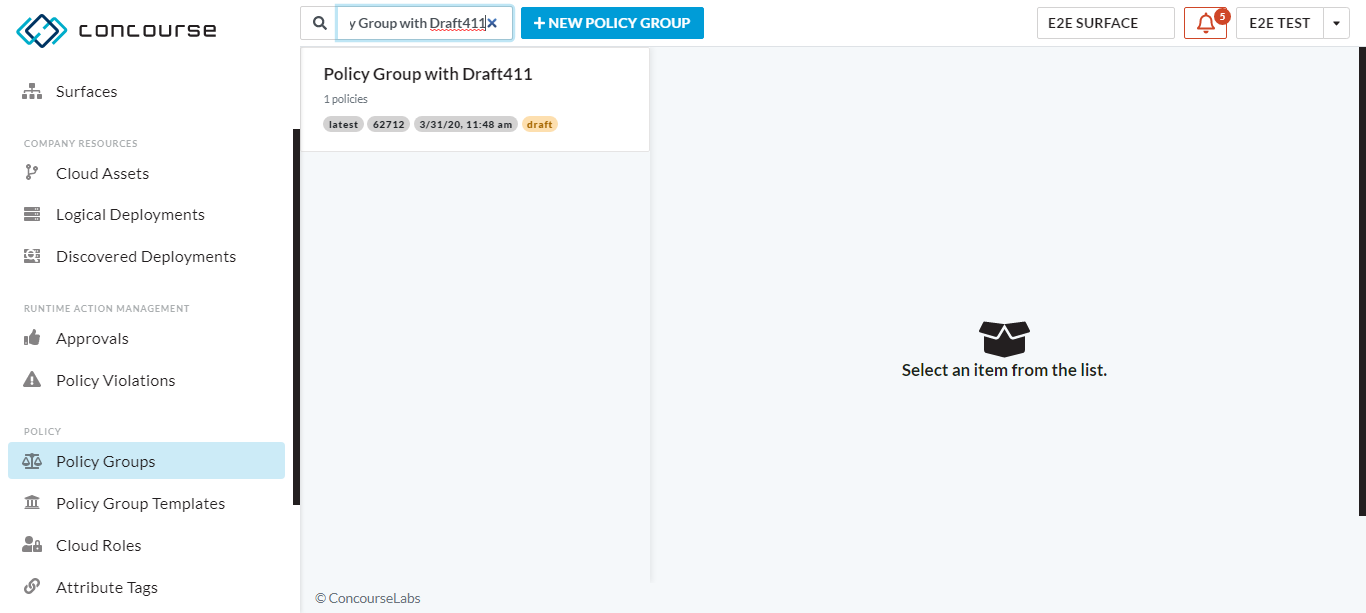 concourse
y Group with Draft411
NEW POLICY GROUP
E2E SURFACE
5
E2E TEST
Surfaces
COMPANY RESOURCES
Cloud Assets
Logical Deployments
Discovered Deployments
RUNTIME ACTION MANAGEMENT
Approvals
Policy Violations
POLICY
Policy Groups
Policy Group Templates
Cloud Roles
Attribute Tags
Policy Group with Draft411
1 policies
latest 62712 3/31/20, 11:48 am draft
Select an item from the list.
© ConcourseLabs